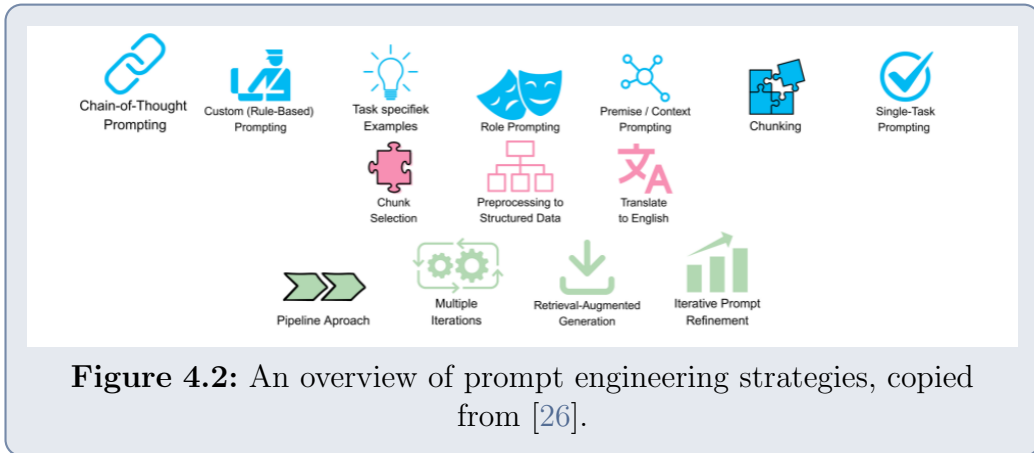 Chain-of-Thought
Prompting
Custom (Rule-Based)
Prompting
Task specifiek
Examples
Role Prompting
Premise / Context
Prompting
Chunking
Single-Task
Prompting
Chunk
Selection
Preprocessing to
Structured Data
文A
Translate
to English
Pipeline Aproach
Multiple
Iterations
Retrieval-Augmented
Generation
Iterative Prompt
Refinement
Figure 4.2: An overview of prompt engineering strategies, copied
from [26].